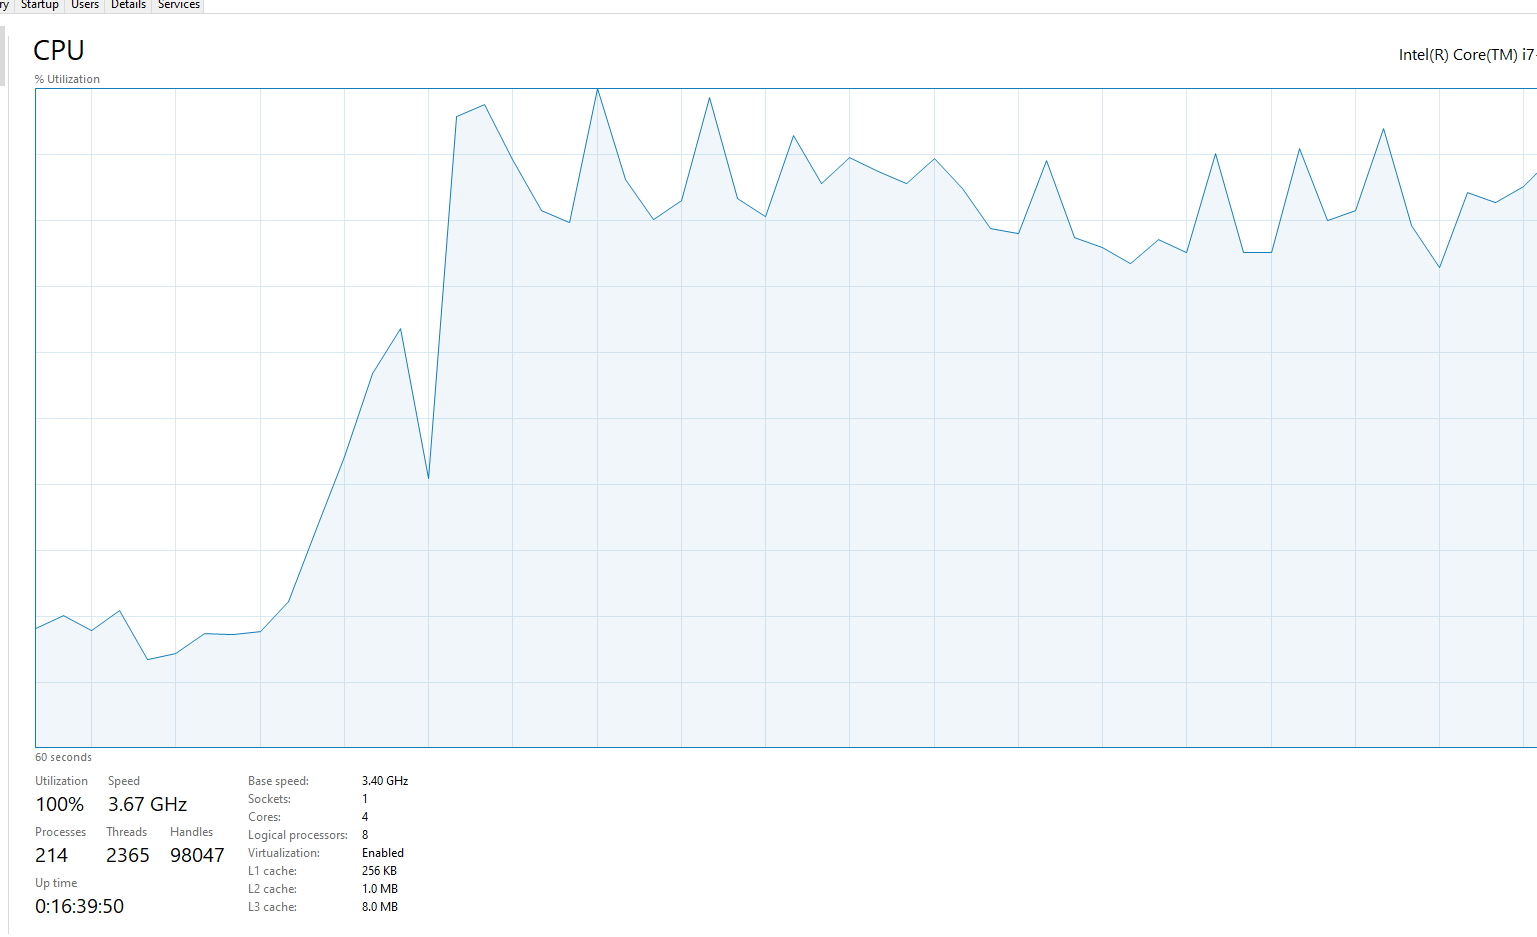 ry Startup Users Details Services
CPU
Intel(R) Core(TM) i7-
% Utilization
60 seconds
Utilization Speed
100% 3.67 GHz
Processes Threads Handles
214 2365 98047
Up time
0:16:39:50
Base speed: 3.40 GHz
Sockets: 1
Cores: 4
Logical processors: 8
Virtualization: Enabled
L1 cache: 256 KB
L2 cache: 1.0 MB
L3 cache: 8.0 MB